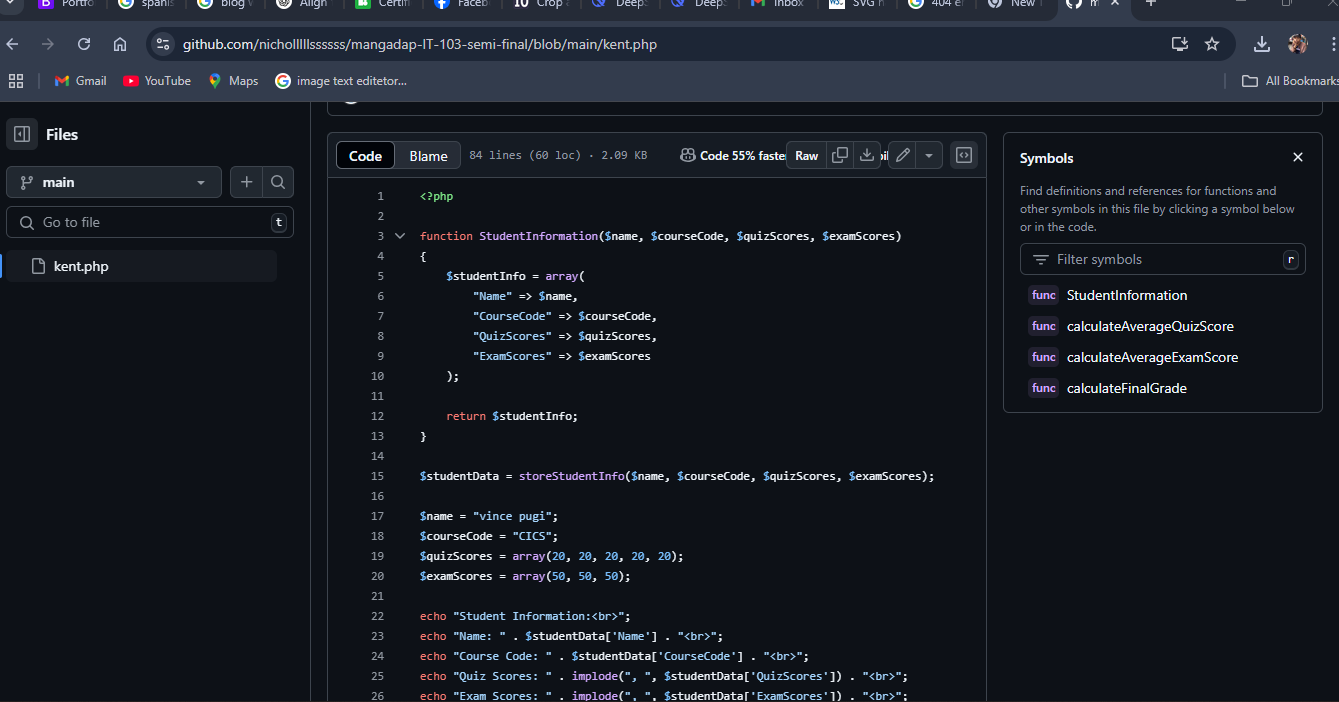 Portfo
spanis
blog w
Align
Certifi
Faceb
Crop
Deeps
Deeps
Inbox
SVG
404 e
New
github.com/nichollllssssss/mangadap-IT-103-semi-final/blob/main/kent.php
Gmail
YouTube
Maps
image text editetor...
All Bookmarks
Files
main
Go to file
t
kent.php
Code
Blame
84 lines (60 loc) · 2.09 KB
Code 55% faster
Raw
1 <?php
2
3 function StudentInformation($name, $courseCode, $quizScores, $examScores)
4 {
5 $studentInfo = array(
6 "Name" => $name,
7 "CourseCode" => $courseCode,
8 "QuizScores" => $quizScores,
9 "ExamScores" => $examScores
10 );
11
12 return $studentInfo;
13 }
14
15 $studentData = storeStudentInfo($name, $courseCode, $quizScores, $examScores);
16
17 $name = "vince pugi";
18 $courseCode = "CICS";
19 $quizScores = array(20, 20, 20, 20, 20);
20 $examScores = array(50, 50, 50);
21
22 echo "Student Information:<br>";
23 echo "Name: " . $studentData['Name'] . "<br>";
24 echo "Course Code: " . $studentData['CourseCode'] . "<br>";
25 echo "Quiz Scores: " . implode(", ", $studentData['QuizScores']) . "<br>";
26 echo "Exam Scores: " . implode(", ", $studentData['ExamScores']) . "<br>";
Symbols
Find definitions and references for functions and
other symbols in this file by clicking a symbol below
or in the code.
Filter symbols
r
func StudentInformation
func calculateAverageQuizScore
func calculateAverageExamScore
func calculateFinalGrade